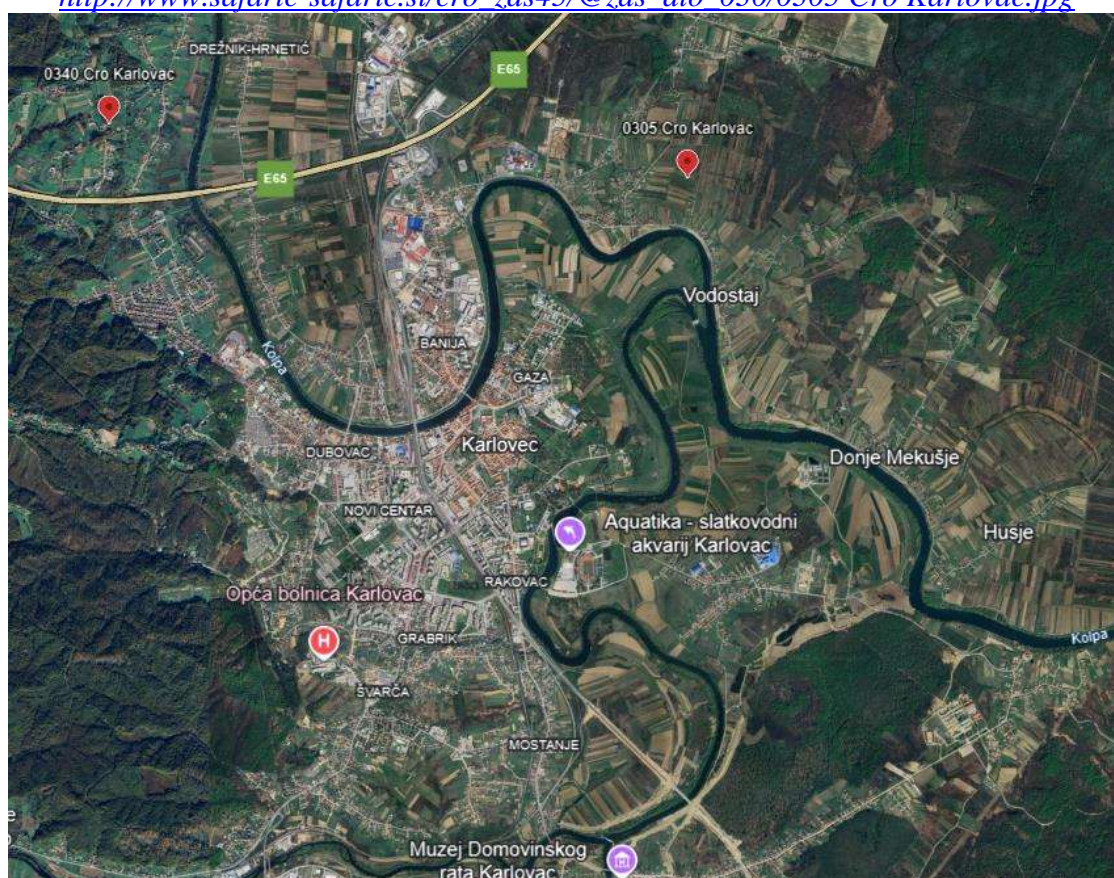 http://www.safaric-safaric.si/cro_zas45/@zas_dio_030/0305 Cro Karlovac.jpg
DREŽNIK-HRNETIĆ
E65
0340 Cro Karlovac
0305 Cro Karlovac
E65
Vodostaj
BANIJA
Kolpa
GAZA
Karlovec
DUBOVAC
Donje Mekušje
NOVI CENTAR
Aquatika - slatkovodni
akvarij Karlovac
Husje
RAKOVAC
Opća bolnica Karlovac
H
GRABRIK
Kolpa
ŠVARČA
MOSTANJE
e
Muzej Domovinskog
rata Karlovac